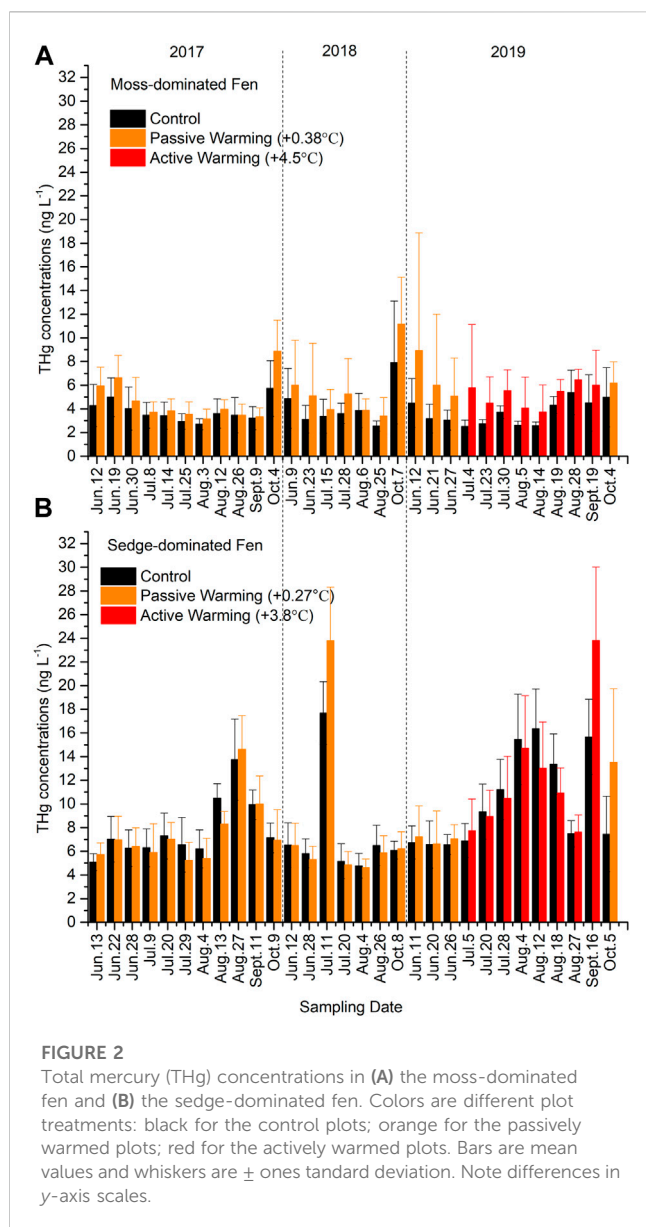 2017 2018 2019
A
32
30
28
26
24
22
20
18
16
14
12
10
8
6
4
2
0
THg concentrations (ng L⁻¹)
Moss-dominated Fen
Control
Passive Warming (+0.38°C)
Active Warming (+4.5°C)
Jun.12
Jun.19
Jun.30
Jul.8
Jul.14
Jul.25
Aug.3
Aug.12
Aug.26
Sept.9
Oct.4
Jun.9
Jun.23
Jul.15
Jul.28
Aug.6
Aug.25
Oct.7
Jun.12
Jun.21
Jun.27
Jul.4
Jul.23
Jul.30
Aug.5
Aug.14
Aug.19
Aug.28
Sept.19
Oct.4
B
32
30
28
26
24
22
20
18
16
14
12
10
8
6
4
2
0
THg concentrations (ng L⁻¹)
Sedge-dominated Fen
Control
Passive Warming (+0.27°C)
Active Warming (+3.8°C)
Jun.13
Jun.22
Jun.28
Jul.9
Jul.20
Jul.29
Aug.4
Aug.13
Aug.27
Sept.11
Oct.9
Jun.12
Jun.28
Jul.11
Jul.20
Aug.4
Aug.26
Oct.8
Jun.11
Jun.20
Jun.26
Jul.5
Jul.20
Jul.28
Aug.4
Aug.12
Aug.18
Aug.27
Sept.16
Oct.5
Sampling Date
FIGURE 2
Total mercury (THg) concentrations in (A) the moss-dominated
fen and (B) the sedge-dominated fen. Colors are different plot
treatments: black for the control plots; orange for the passively
warmed plots; red for the actively warmed plots. Bars are mean
values and whiskers are ± ones tandard deviation. Note differences in
y-axis scales.